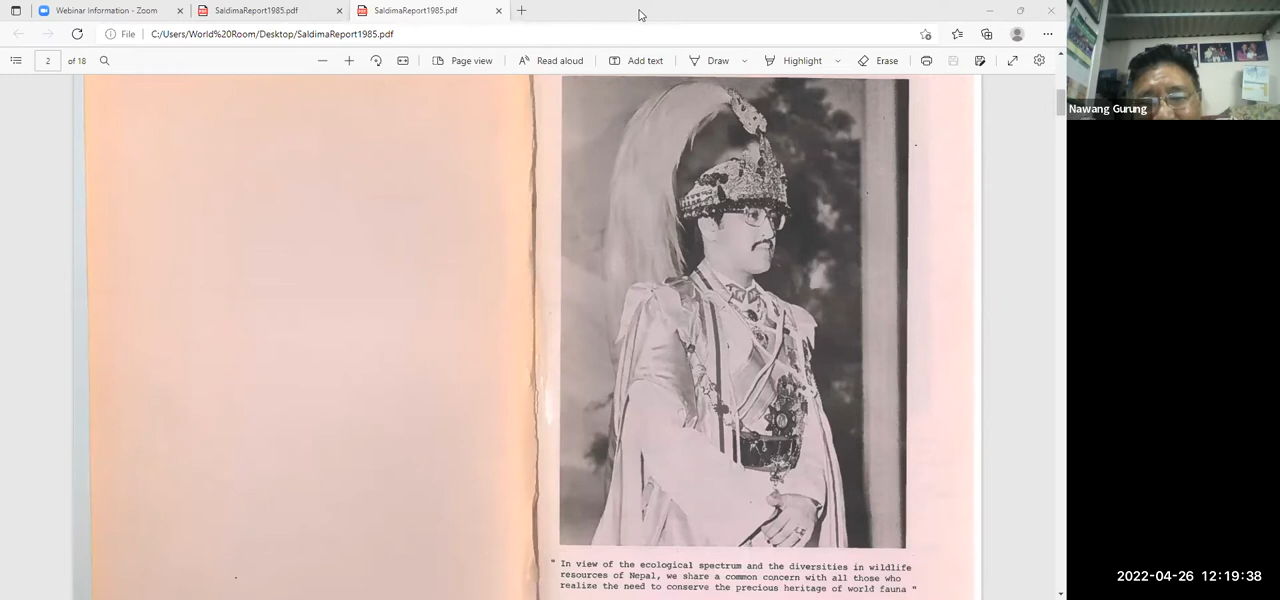 Webinar Information - Zoom
SaldimaReport1985.pdf
SaldimaReport1985.pdf
File
C:/Users/World%20Room/Desktop/SaldimaReport1985.pdf
2
of 18
Page view
Read aloud
Add text
Draw
Highlight
Erase
Nawang Gurung
" In view of the ecological spectrum and the diversities in wildlife
resources of Nepal, we share a common concern with all those who
realize the need to conserve the precious heritage of world fauna "
2022-04-26 12:19:38